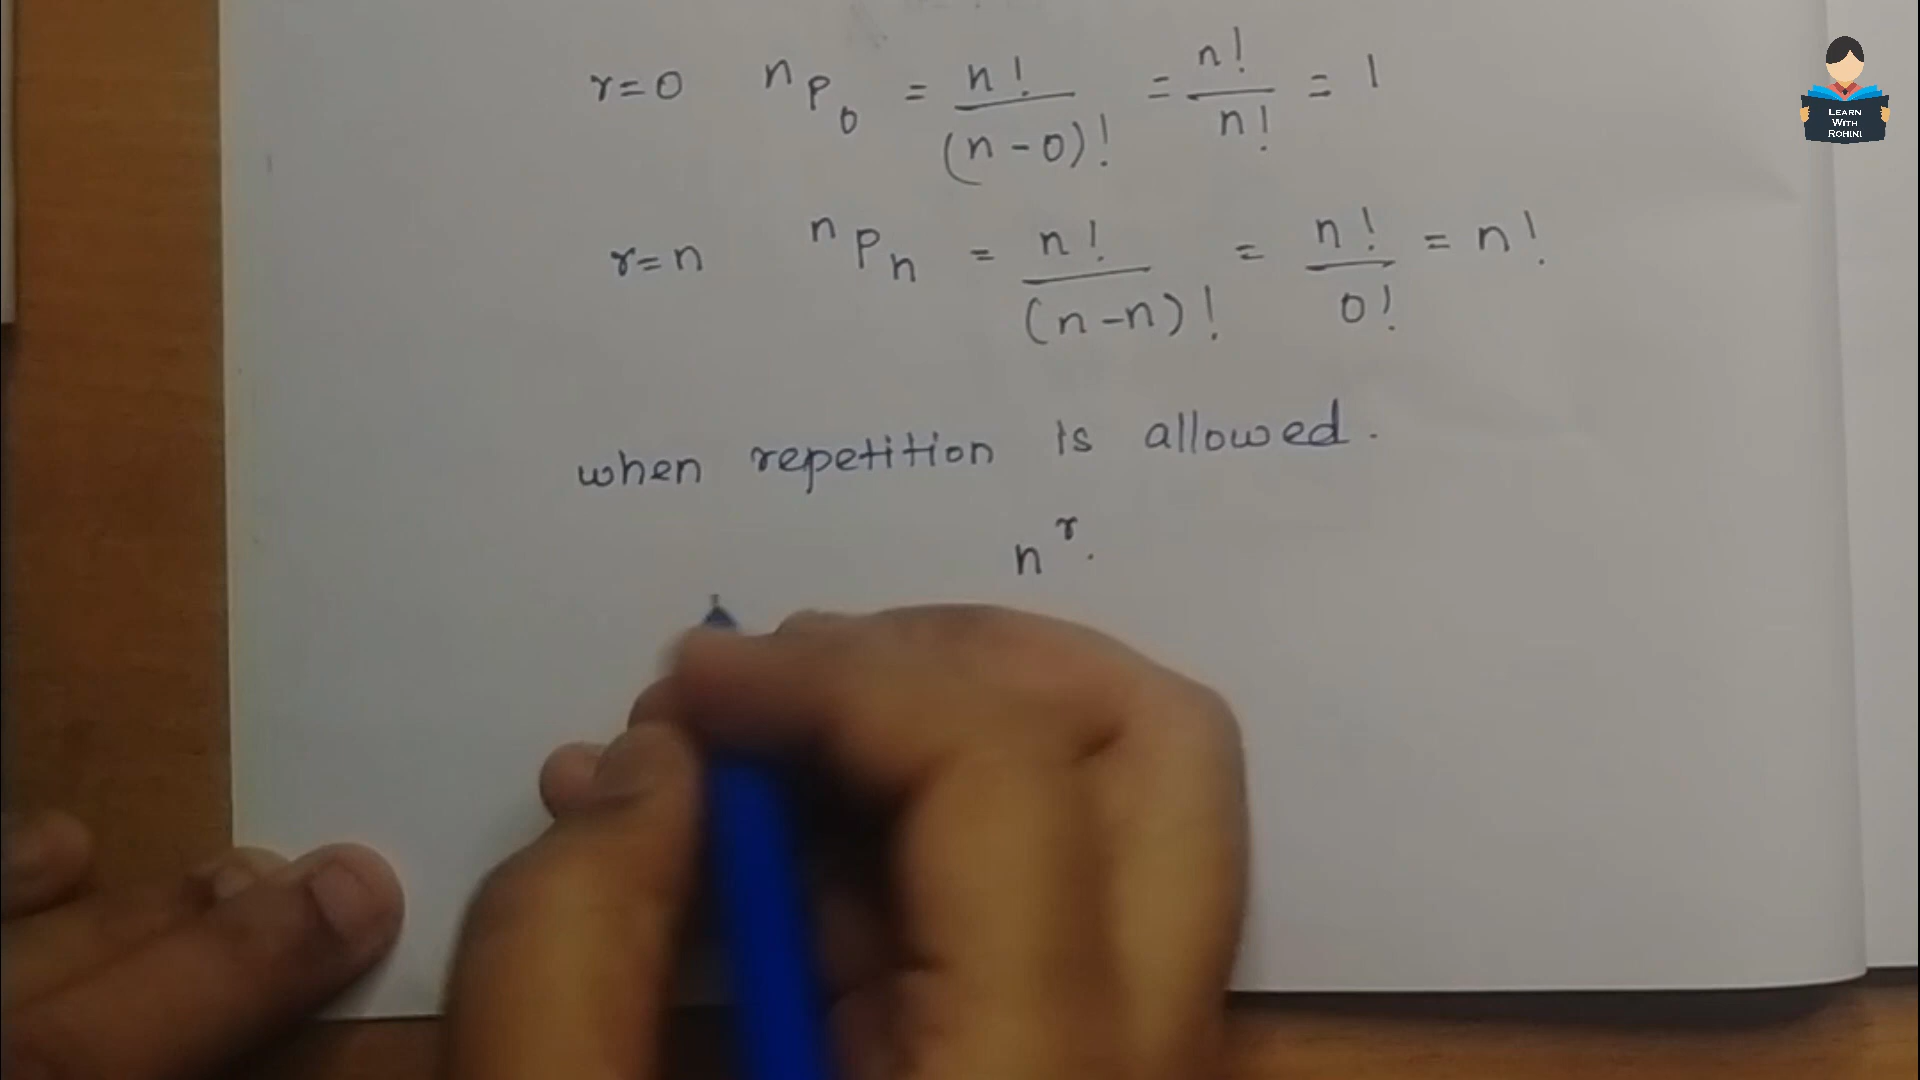 r=0 nP0 = n!/(n-0)! = n!/n! = 1
r=n nPn = n!/(n-n)! = n!/0! = n!
when repetition is allowed.
n^r.
LEARN
WITH
ROHINI